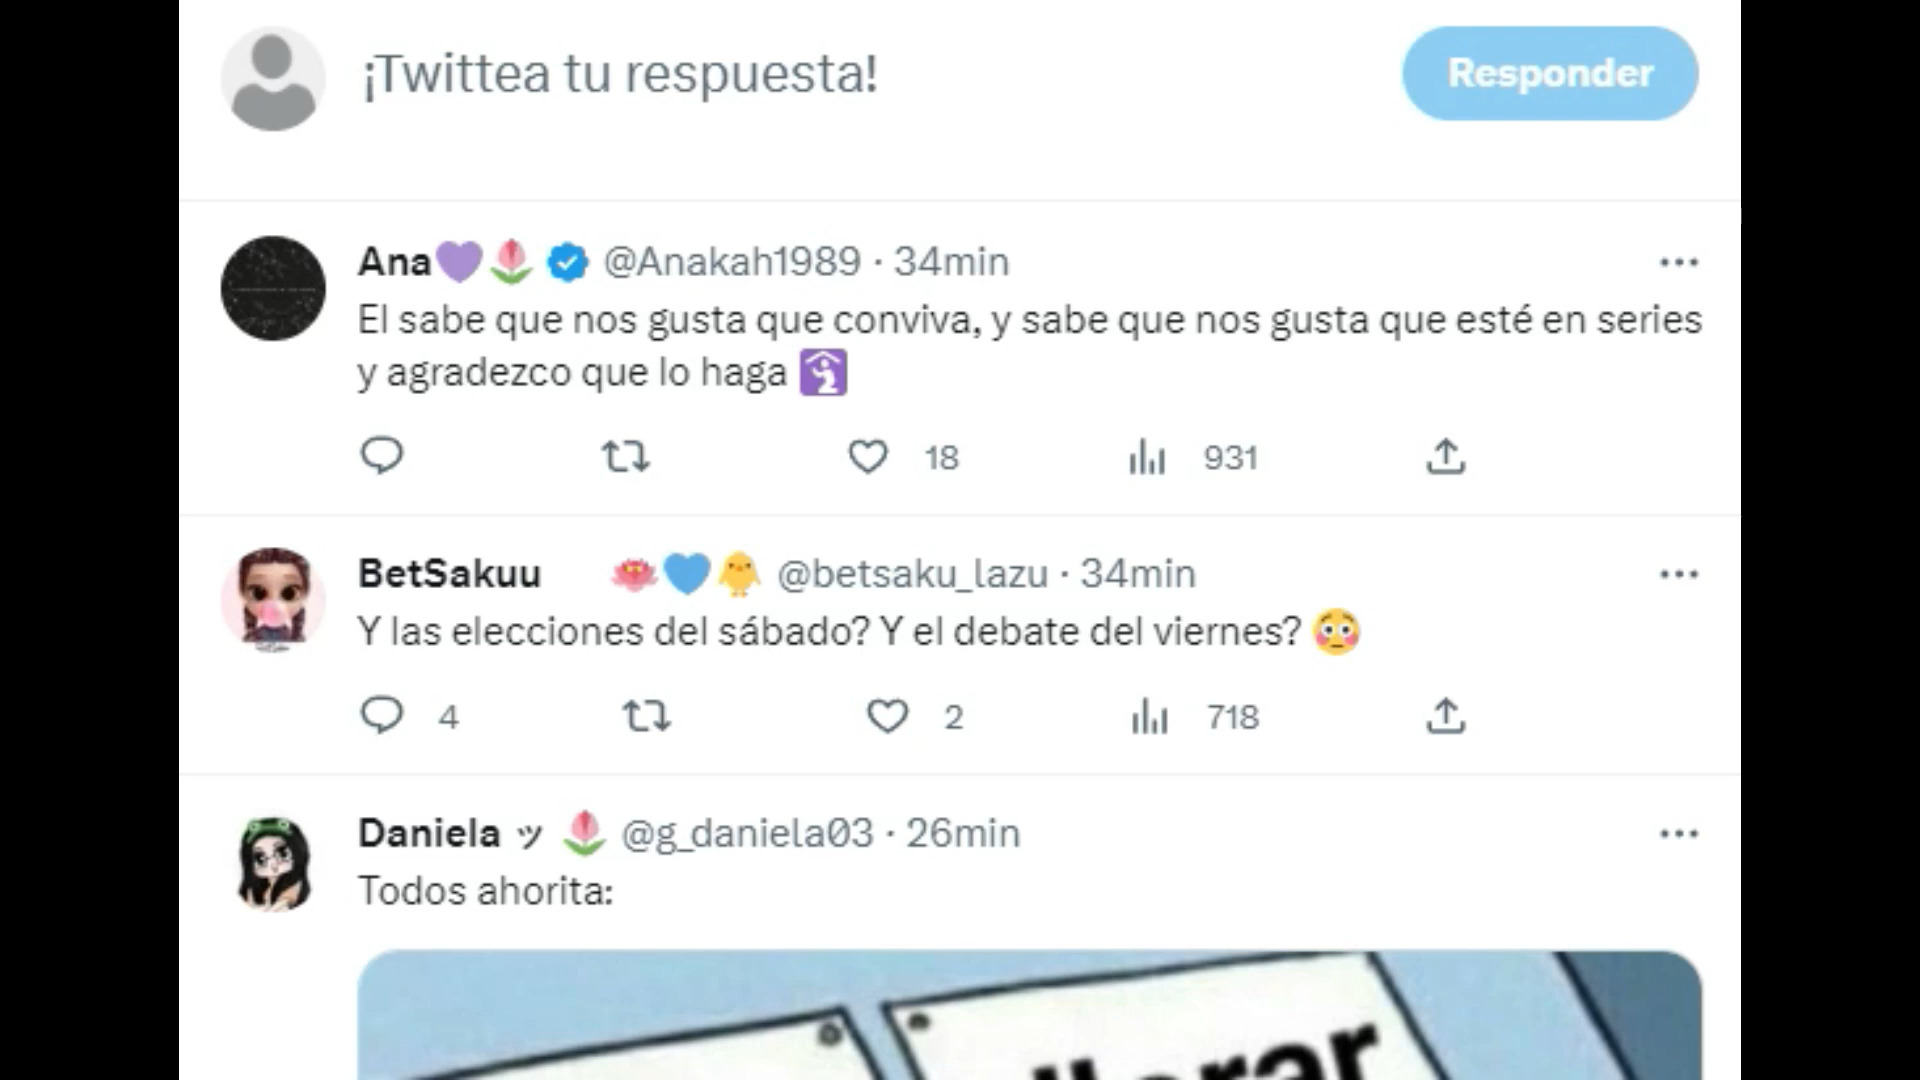 ¡Twittea tu respuesta!
Responder
Ana💜🌷 @Anakah1989 · 34min
El sabe que nos gusta que conviva, y sabe que nos gusta que esté en series
y agradezco que lo haga 🛐
18 931
BetSakuu 🪷💙🐥 @betsaku_lazu · 34min
Y las elecciones del sábado? Y el debate del viernes? 😳
4 2 718
Daniela ッ 🌷 @g_daniela03 · 26min
Todos ahorita:
llorar